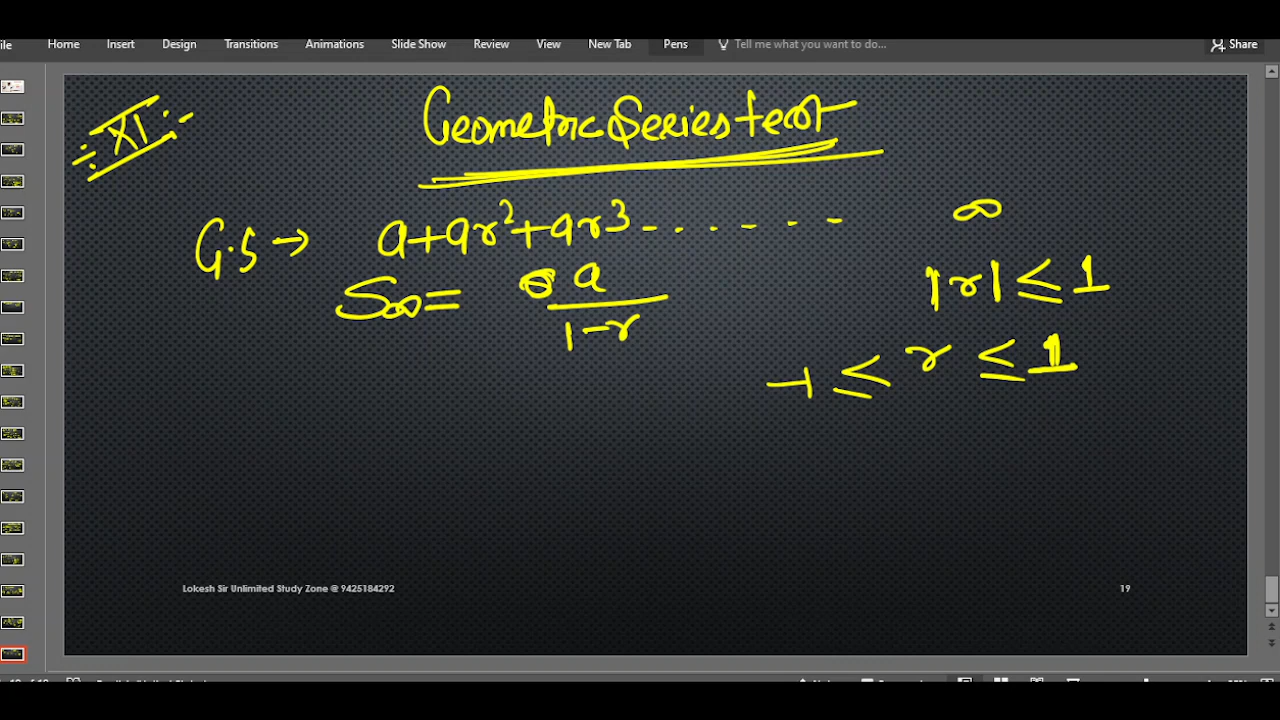 File Home Insert Design Transitions Animations Slide Show Review View New Tab Pens Tell me what you want to do... Share
XI
Geometric Series test
G.S → a+ar²+ar³-.......- ∞
S∞= a/1-r
|r| ≤ 1
-1 ≤ r ≤ 1
Lokesh Sir Unlimited Study Zone @ 9425184292
19